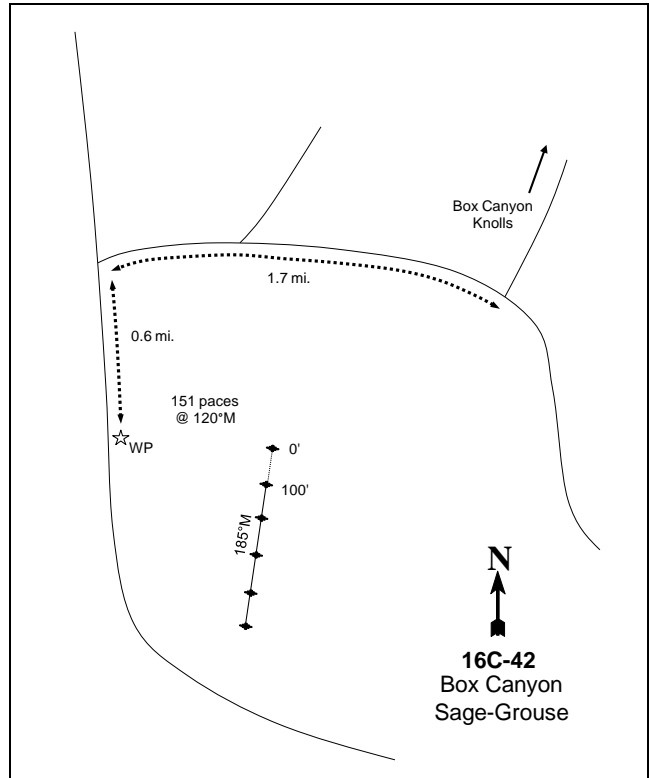 Box Canyon
Knolls
1.7 mi.
0.6 mi.
151 paces
@ 120°M
WP
0'
100'
185°M
N
16C-42
Box Canyon
Sage-Grouse